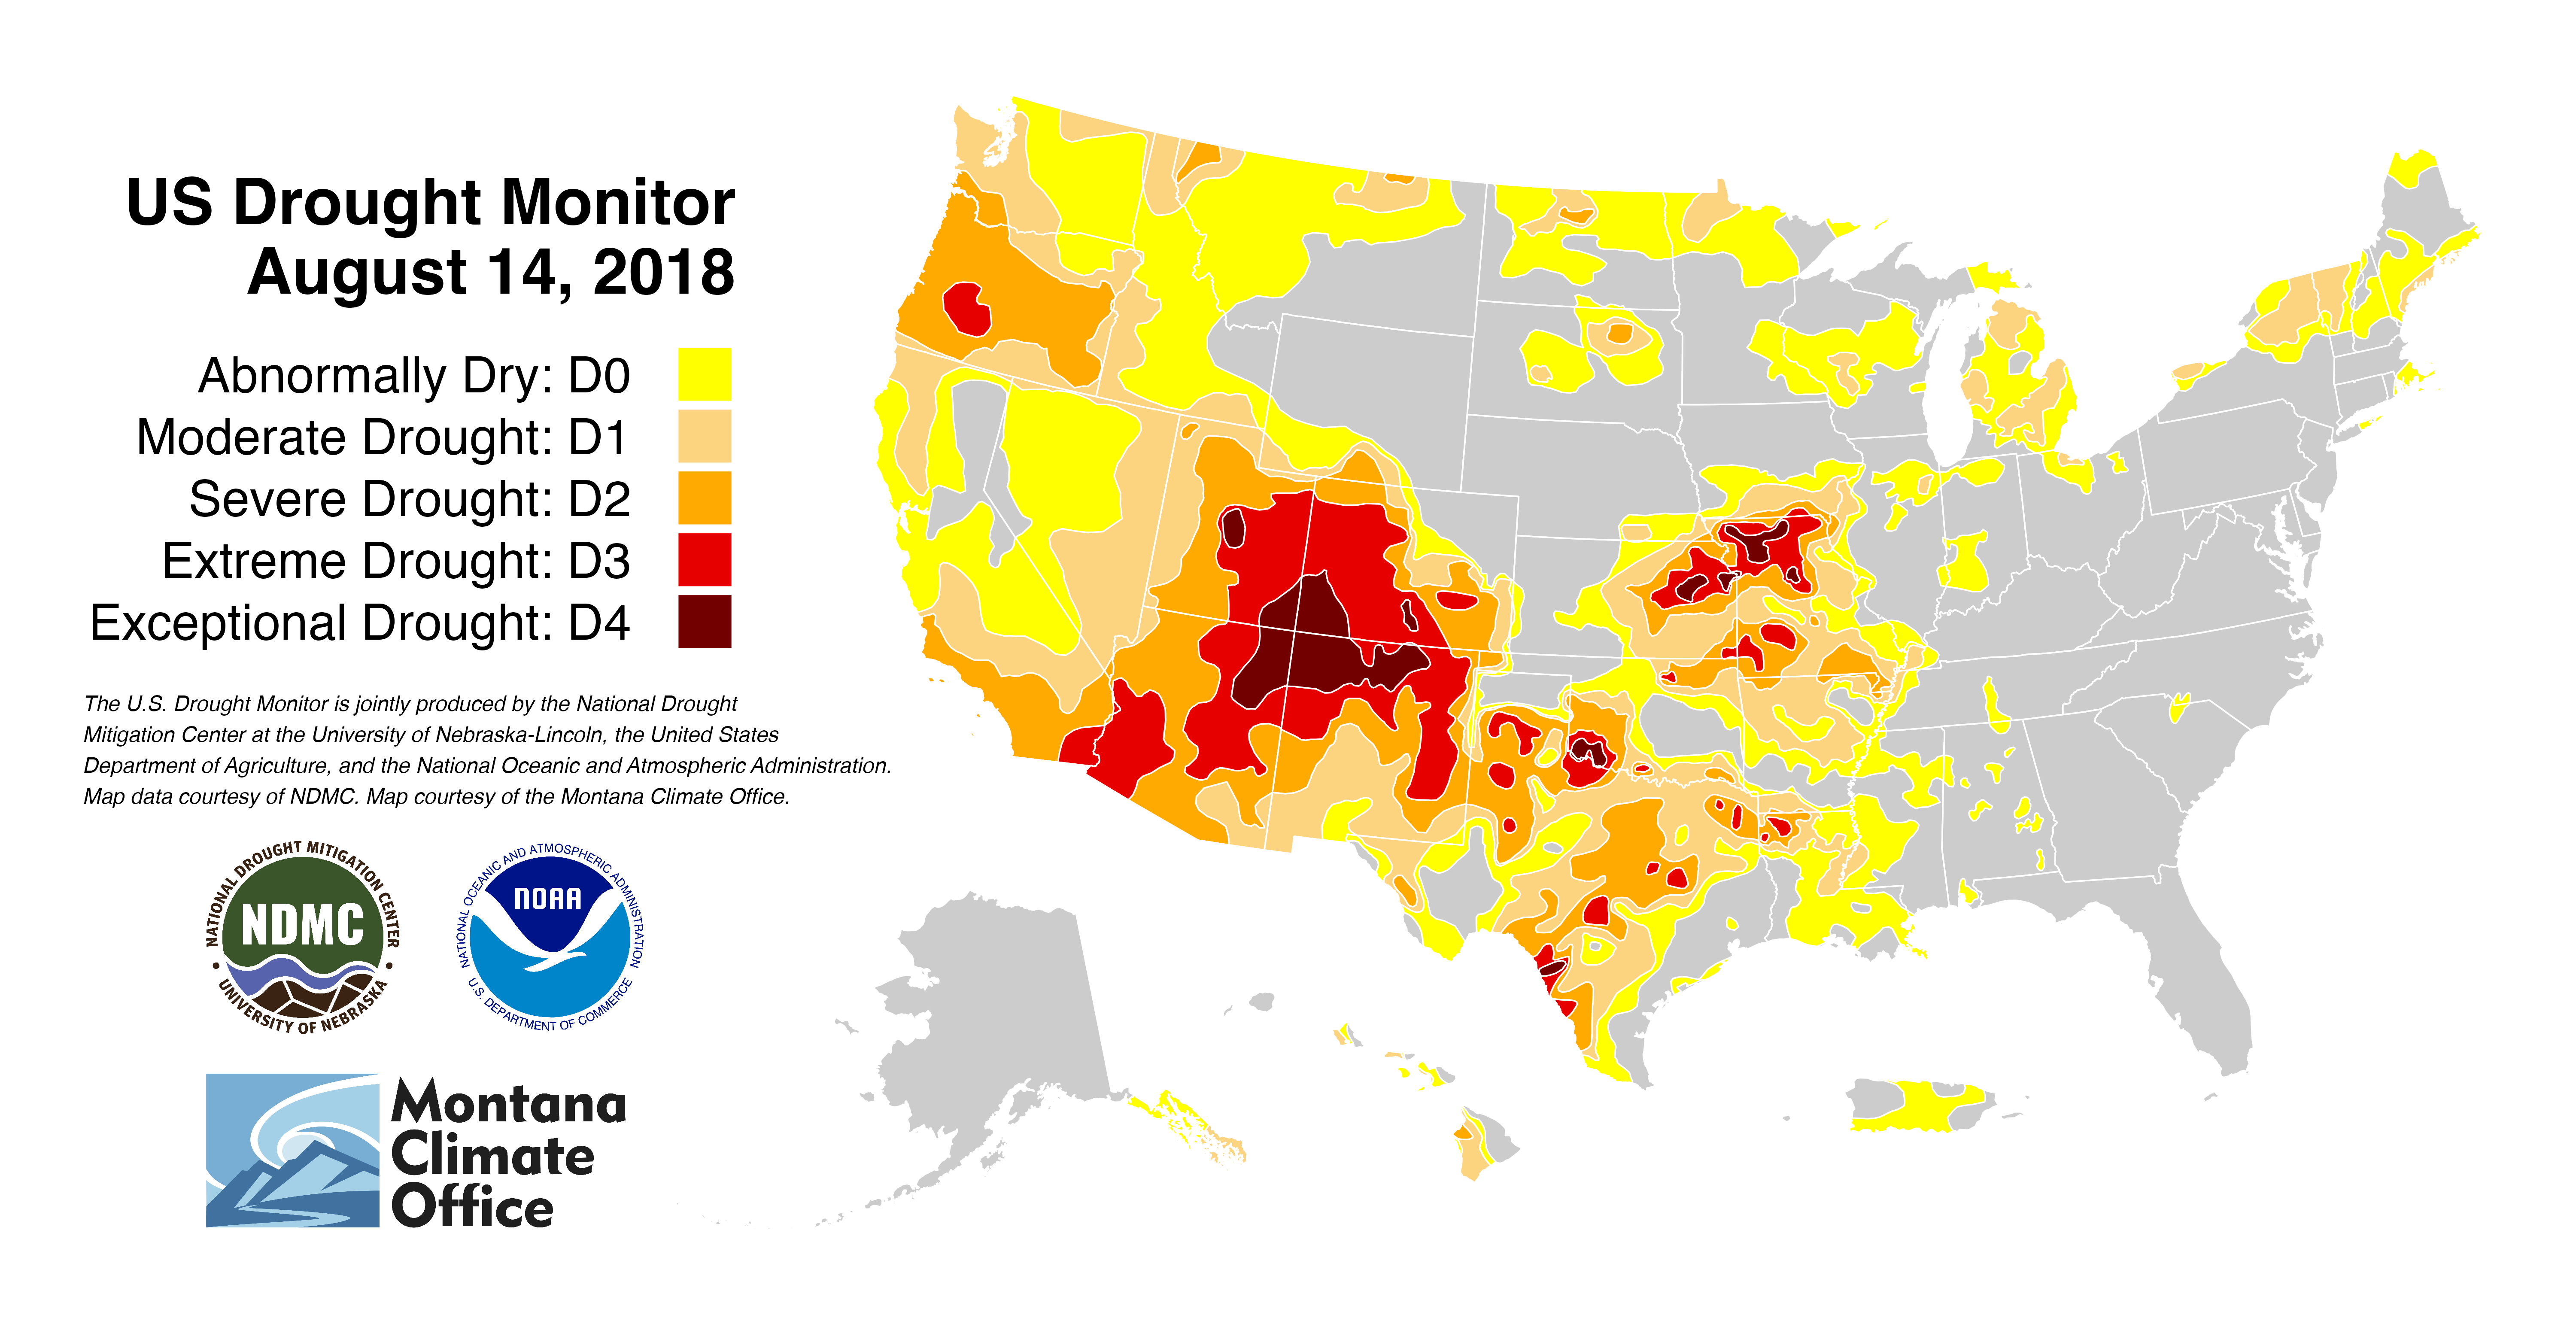 US Drought Monitor
August 14, 2018
Abnormally Dry: D0
Moderate Drought: D1
Severe Drought: D2
Extreme Drought: D3
Exceptional Drought: D4
The U.S. Drought Monitor is jointly produced by the National Drought
Mitigation Center at the University of Nebraska-Lincoln, the United States
Department of Agriculture, and the National Oceanic and Atmospheric Administration.
Map data courtesy of NDMC. Map courtesy of the Montana Climate Office.
NATIONAL DROUGHT MITIGATION CENTER
NDMC
• UNIVERSITY OF NEBRASKA •
NATIONAL OCEANIC AND ATMOSPHERIC ADMINISTRATION
NOAA
U.S. DEPARTMENT OF COMMERCE
Montana
Climate
Office